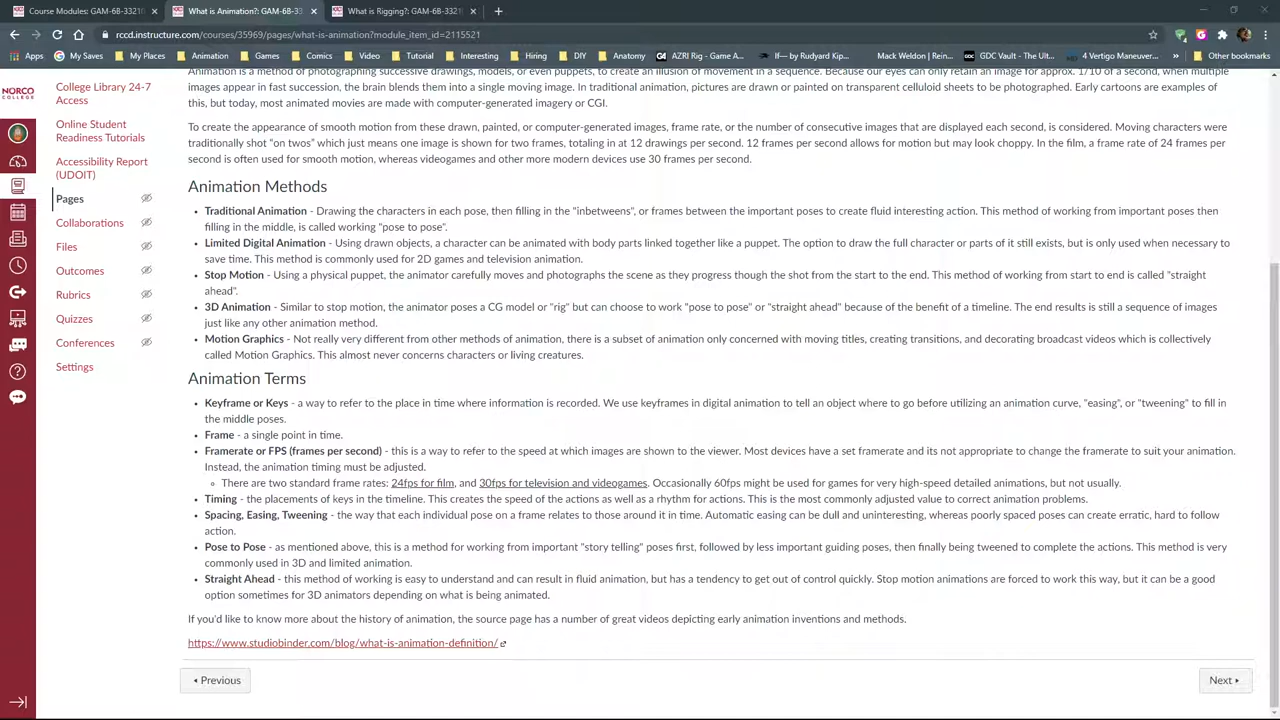 Course Modules: GAM-6B-3321
What is Animation?: GAM-6B-33
What is Rigging?: GAM-6B-3321
rccd.instructure.com/courses/35969/pages/what-is-animation?module_item_id=2115521
Apps My Saves My Places Animation Games Comics Video Tutorial Interesting Hiring DIY Anatomy AZRI Rig - Game A... If— by Rudyard Kip... Mack Weldon | Rein... GDC Vault - The Ult... 4 Vertigo Maneuver... » Other bookmarks
NORCO
COLLEGE
College Library 24-7
Access
Online Student
Readiness Tutorials
Accessibility Report
(UDOIT)
Pages
Collaborations
Files
Outcomes
Rubrics
Quizzes
Conferences
Settings
Animation is a method of photographing successive drawings, models, or even puppets, to create an illusion of movement in a sequence. Because our eyes can only retain an image for approx. 1/10 of a second, when multiple
images appear in fast succession, the brain blends them into a single moving image. In traditional animation, pictures are drawn or painted on transparent celluloid sheets to be photographed. Early cartoons are examples of
this, but today, most animated movies are made with computer-generated imagery or CGI.
To create the appearance of smooth motion from these drawn, painted, or computer-generated images, frame rate, or the number of consecutive images that are displayed each second, is considered. Moving characters were
traditionally shot "on twos" which just means one image is shown for two frames, totaling in at 12 drawings per second. 12 frames per second allows for motion but may look choppy. In the film, a frame rate of 24 frames per
second is often used for smooth motion, whereas videogames and other more modern devices use 30 frames per second.
Animation Methods
• Traditional Animation - Drawing the characters in each pose, then filling in the "inbetweens", or frames between the important poses to create fluid interesting action. This method of working from important poses then
filling in the middle, is called working "pose to pose".
• Limited Digital Animation - Using drawn objects, a character can be animated with body parts linked together like a puppet. The option to draw the full character or parts of it still exists, but is only used when necessary to
save time. This method is commonly used for 2D games and television animation.
• Stop Motion - Using a physical puppet, the animator carefully moves and photographs the scene as they progress though the shot from the start to the end. This method of working from start to end is called "straight
ahead".
• 3D Animation - Similar to stop motion, the animator poses a CG model or "rig" but can choose to work "pose to pose" or "straight ahead" because of the benefit of a timeline. The end results is still a sequence of images
just like any other animation method.
• Motion Graphics - Not really very different from other methods of animation, there is a subset of animation only concerned with moving titles, creating transitions, and decorating broadcast videos which is collectively
called Motion Graphics. This almost never concerns characters or living creatures.
Animation Terms
• Keyframe or Keys - a way to refer to the place in time where information is recorded. We use keyframes in digital animation to tell an object where to go before utilizing an animation curve, "easing", or "tweening" to fill in
the middle poses.
• Frame - a single point in time.
• Framerate or FPS (frames per second) - this is a way to refer to the speed at which images are shown to the viewer. Most devices have a set framerate and its not appropriate to change the framerate to suit your animation.
Instead, the animation timing must be adjusted.
◦ There are two standard frame rates: 24fps for film, and 30fps for television and videogames. Occasionally 60fps might be used for games for very high-speed detailed animations, but not usually.
• Timing - the placements of keys in the timeline. This creates the speed of the actions as well as a rhythm for actions. This is the most commonly adjusted value to correct animation problems.
• Spacing, Easing, Tweening - the way that each individual pose on a frame relates to those around it in time. Automatic easing can be dull and uninteresting, whereas poorly spaced poses can create erratic, hard to follow
action.
• Pose to Pose - as mentioned above, this is a method for working from important "story telling" poses first, followed by less important guiding poses, then finally being tweened to complete the actions. This method is very
commonly used in 3D and limited animation.
• Straight Ahead - this method of working is easy to understand and can result in fluid animation, but has a tendency to get out of control quickly. Stop motion animations are forced to work this way, but it can be a good
option sometimes for 3D animators depending on what is being animated.
If you'd like to know more about the history of animation, the source page has a number of great videos depicting early animation inventions and methods.
https://www.studiobinder.com/blog/what-is-animation-definition/
Previous
Next